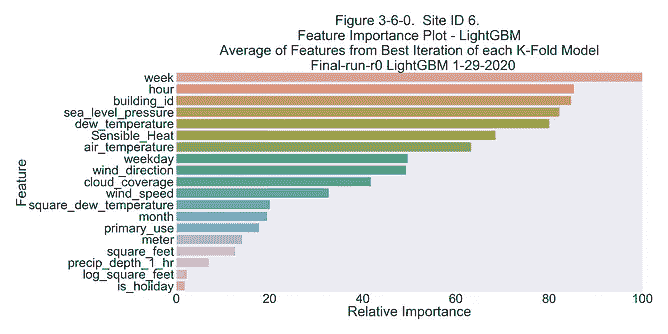 Figure 3-6-0. Site ID 6.
Feature Importance Plot - LightGBM
Average of Features from Best Iteration of each K-Fold Model
Final-run-r0 LightGBM 1-29-2020
week
hour
building_id
sea_level_pressure
dew_temperature
Sensible_Heat
air_temperature
weekday
wind_direction
cloud_coverage
wind_speed
square_dew_temperature
month
primary_use
meter
square_feet
precip_depth_1_hr
log_square_feet
is_holiday
Feature
0 20 40 60 80 100
Relative Importance